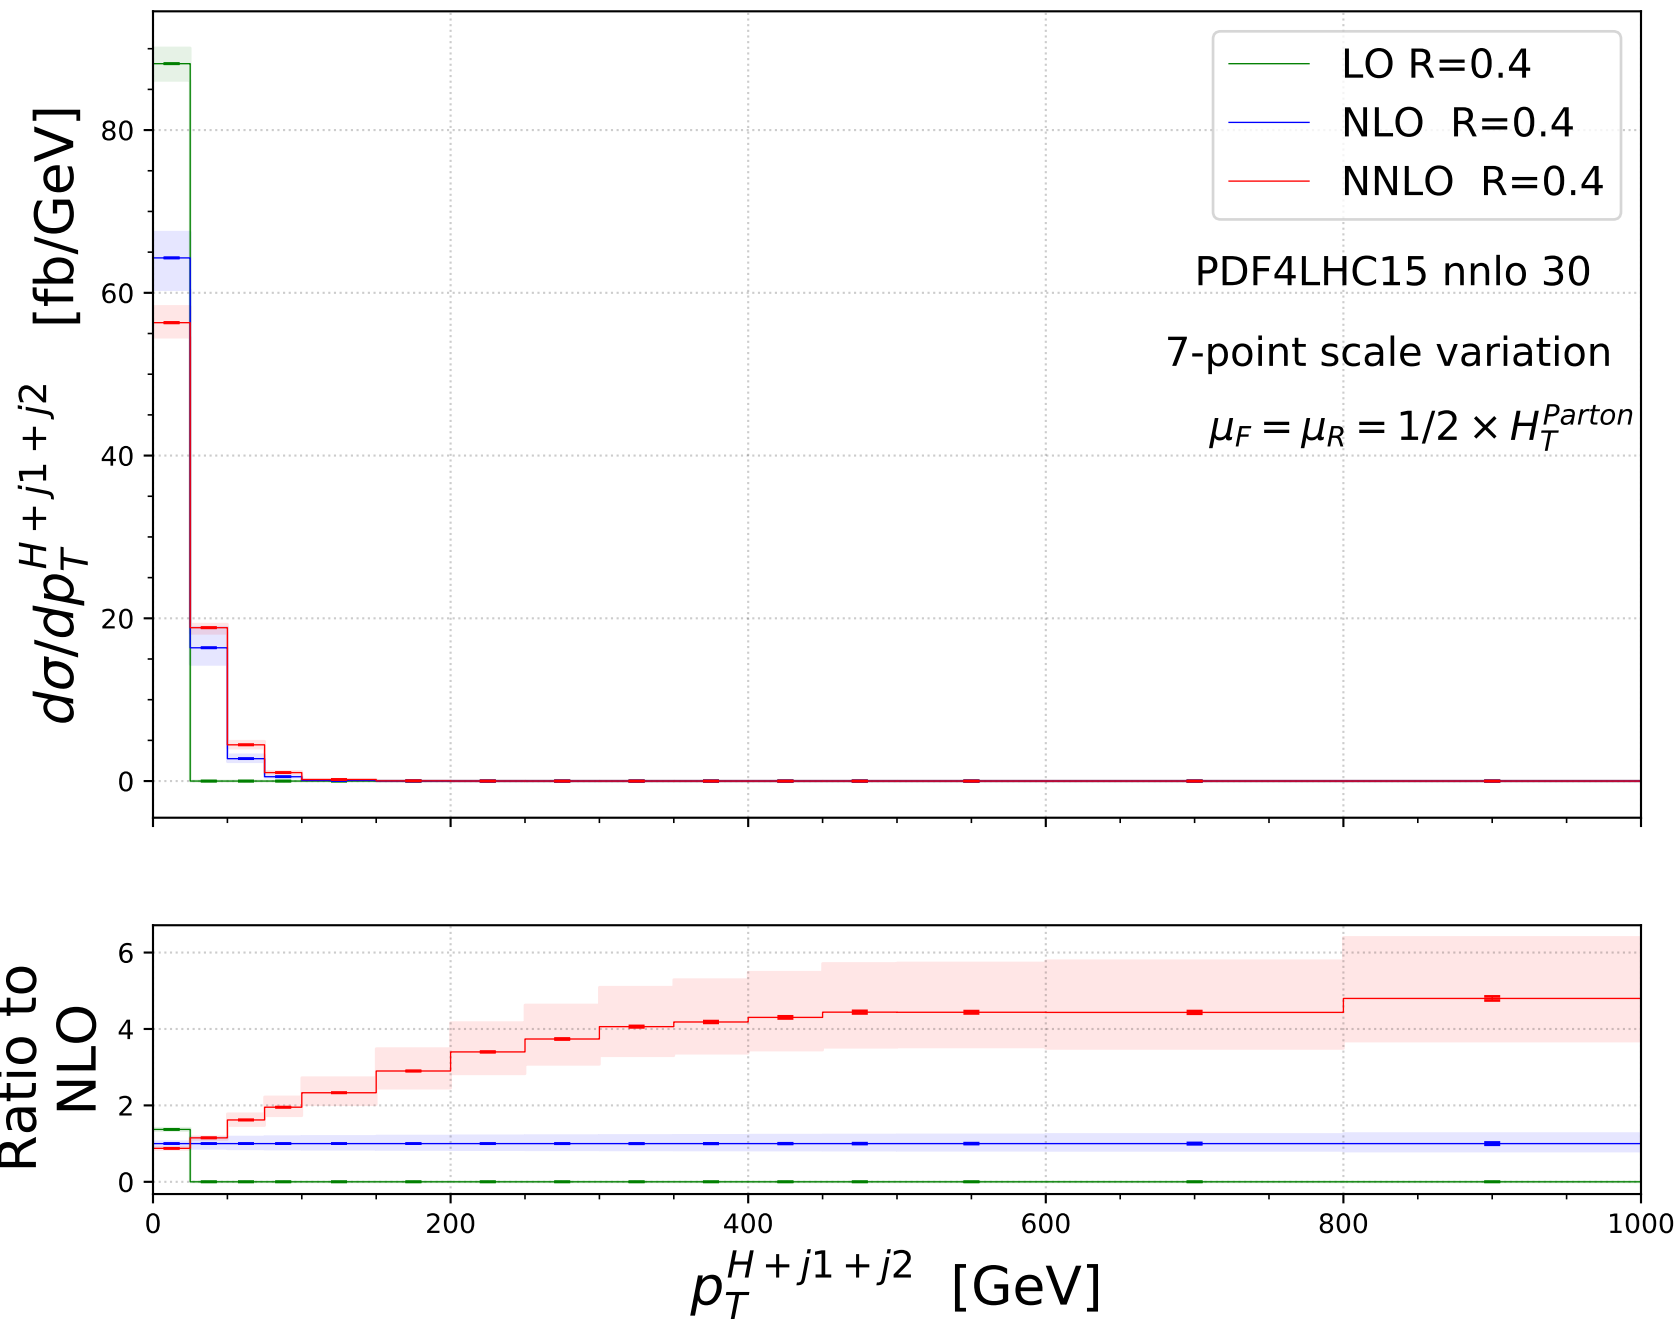 dσ/dp_T^{H+j1+j2} [fb/GeV]
80
60
40
20
0
LO R=0.4
NLO R=0.4
NNLO R=0.4
PDF4LHC15 nnlo 30
7-point scale variation
μ_F = μ_R = 1/2 × H_T^{Parton}
Ratio to
NLO
6
4
2
0
0 200 400 600 800 1000
p_T^{H+j1+j2} [GeV]